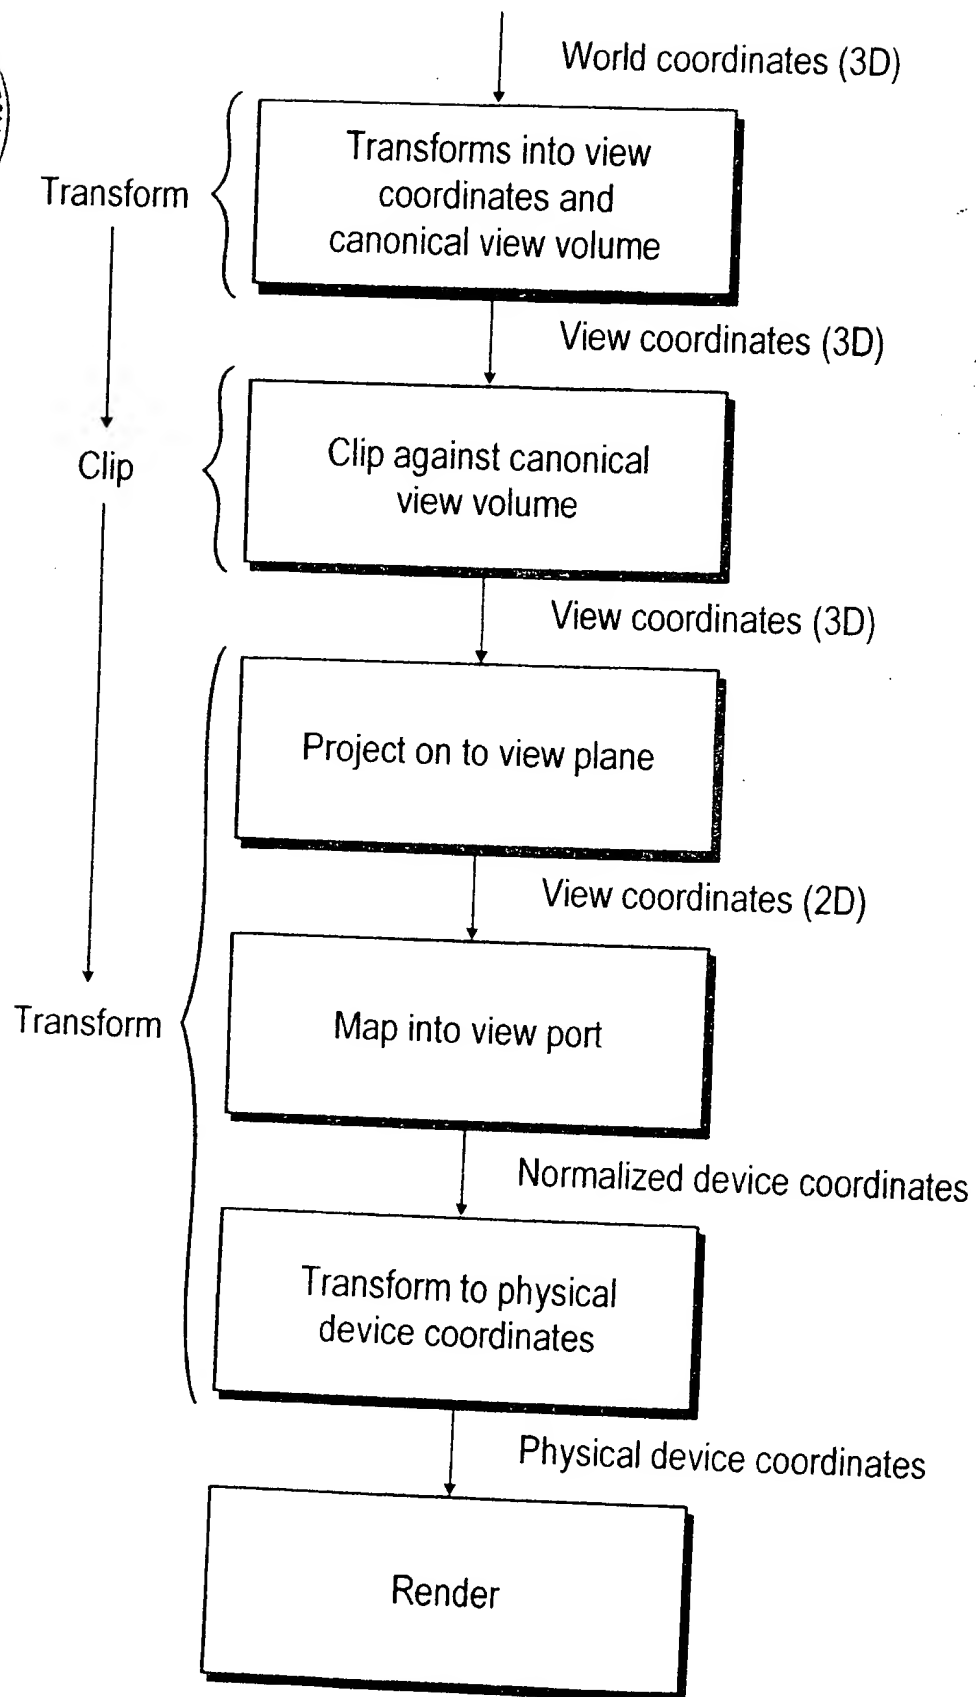 World coordinates (3D)
Transform
Transforms into view
coordinates and
canonical view volume
View coordinates (3D)
Clip
Clip against canonical
view volume
View coordinates (3D)
Project on to view plane
View coordinates (2D)
Transform
Map into view port
Normalized device coordinates
Transform to physical
device coordinates
Physical device coordinates
Render